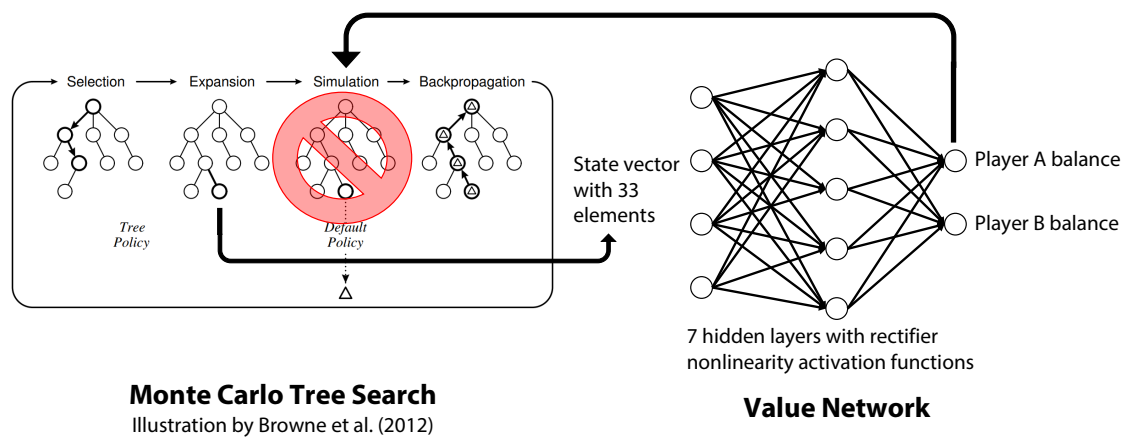 Selection
Expansion
Simulation
Backpropagation
Tree
Policy
Default
Policy
State vector
with 33
elements
Player A balance
Player B balance
7 hidden layers with rectifier
nonlinearity activation functions
Monte Carlo Tree Search
Illustration by Browne et al. (2012)
Value Network